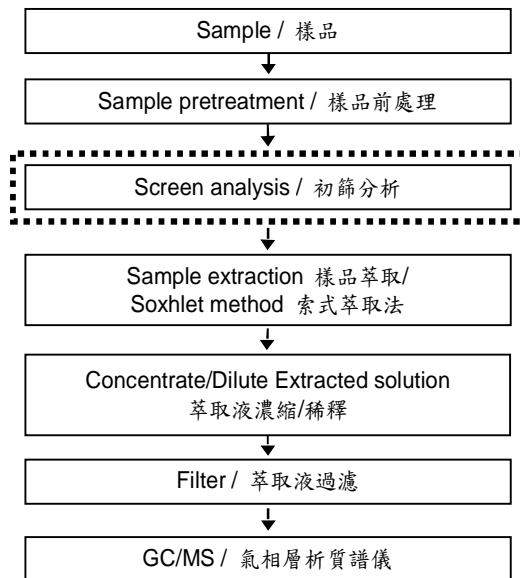 Sample / 樣品
Sample pretreatment / 樣品前處理
Screen analysis / 初篩分析
Sample extraction 樣品萃取/
Soxhlet method 索式萃取法
Concentrate/Dilute Extracted solution
萃取液濃縮/稀釋
Filter / 萃取液過濾
GC/MS / 氣相層析質譜儀